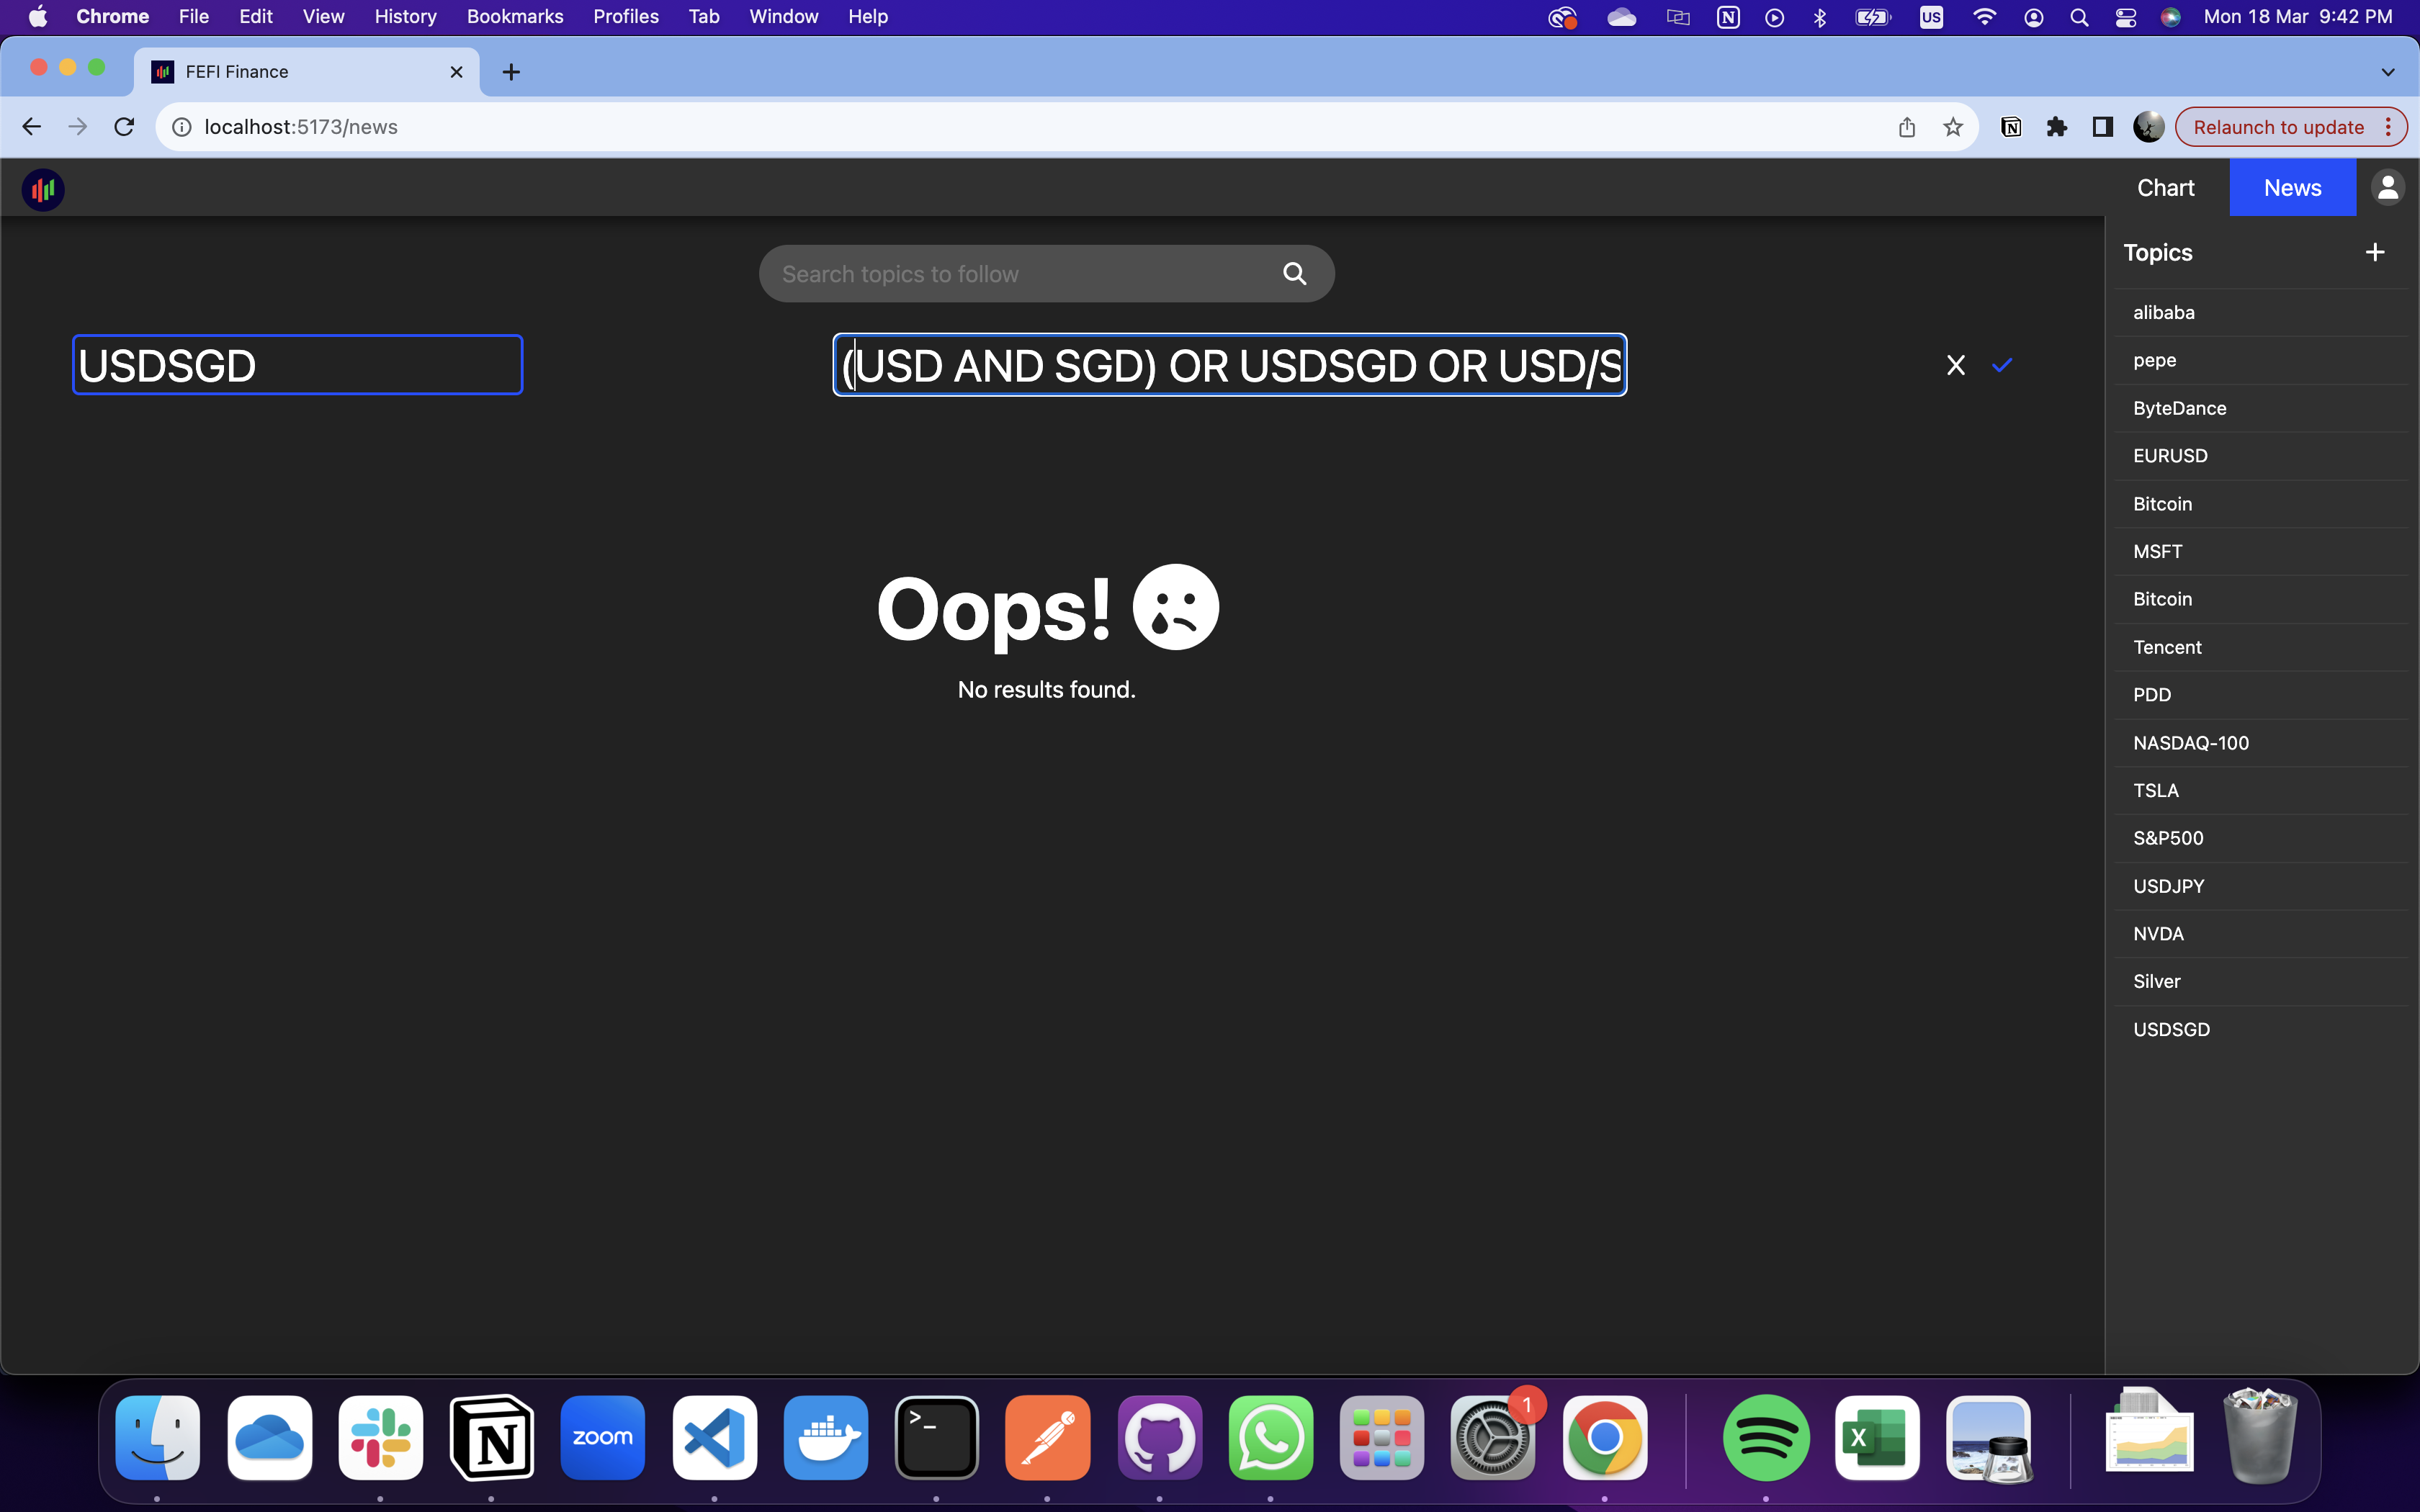 Chrome File Edit View History Bookmarks Profiles Tab Window Help US Mon 18 Mar 9:42 PM
FEFI Finance
localhost:5173/news
Relaunch to update
Chart News
Search topics to follow
USDSGD
(USD AND SGD) OR USDSGD OR USD/S
Oops!
No results found.
Topics
alibaba
pepe
ByteDance
EURUSD
Bitcoin
MSFT
Bitcoin
Tencent
PDD
NASDAQ-100
TSLA
S&P500
USDJPY
NVDA
Silver
USDSGD
zoom
1